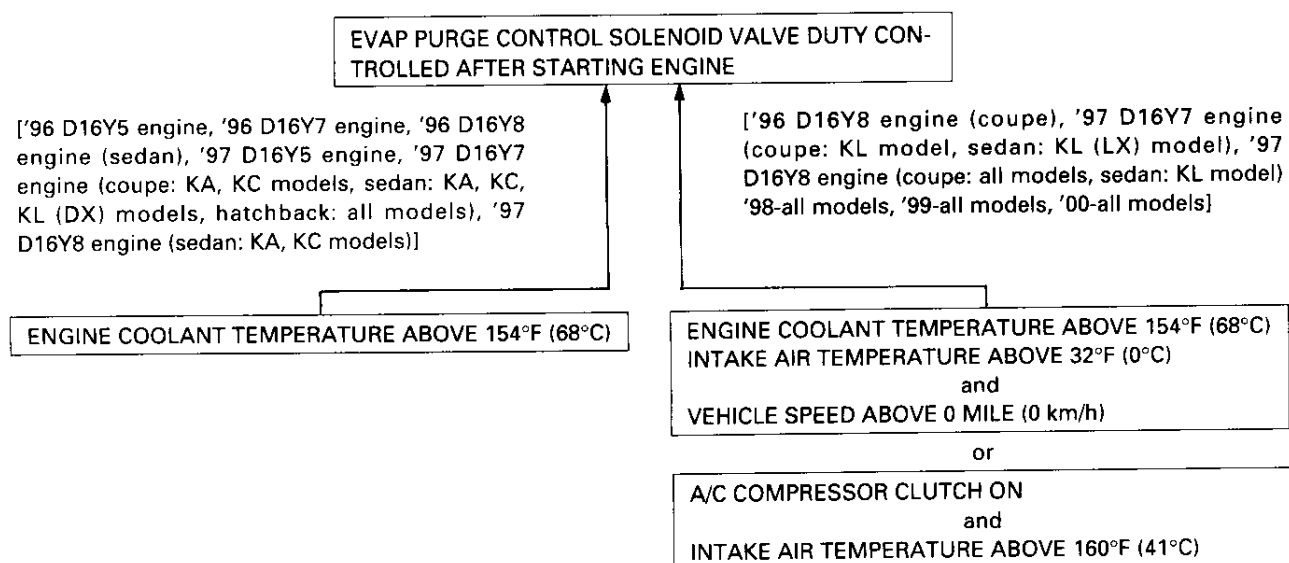 EVAP PURGE CONTROL SOLENOID VALVE DUTY CON-
TROLLED AFTER STARTING ENGINE
['96 D16Y5 engine, '96 D16Y7 engine, '96 D16Y8
engine (sedan), '97 D16Y5 engine, '97 D16Y7
engine (coupe: KA, KC models, sedan: KA, KC,
KL (DX) models, hatchback: all models), '97
D16Y8 engine (sedan: KA, KC models)]
['96 D16Y8 engine (coupe), '97 D16Y7 engine
(coupe: KL model, sedan: KL (LX) model), '97
D16Y8 engine (coupe: all models, sedan: KL model)
'98-all models, '99-all models, '00-all models]
ENGINE COOLANT TEMPERATURE ABOVE 154°F (68°C)
ENGINE COOLANT TEMPERATURE ABOVE 154°F (68°C)
INTAKE AIR TEMPERATURE ABOVE 32°F (0°C)
and
VEHICLE SPEED ABOVE 0 MILE (0 km/h)
or
A/C COMPRESSOR CLUTCH ON
and
INTAKE AIR TEMPERATURE ABOVE 160°F (41°C)